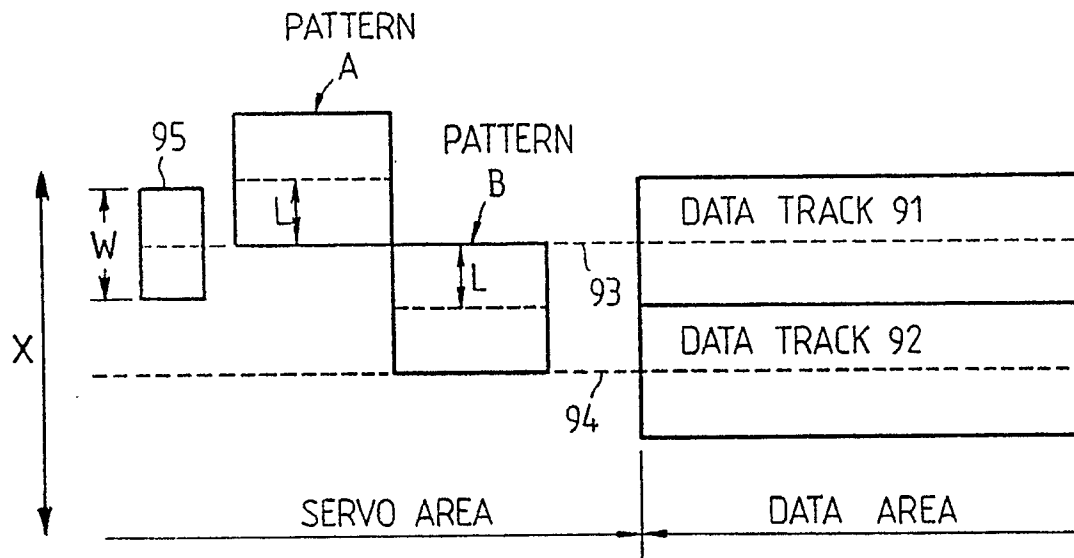 PATTERN
A
95
PATTERN
B
W
L
DATA TRACK 91
L
93
X
DATA TRACK 92
94
SERVO AREA
DATA AREA